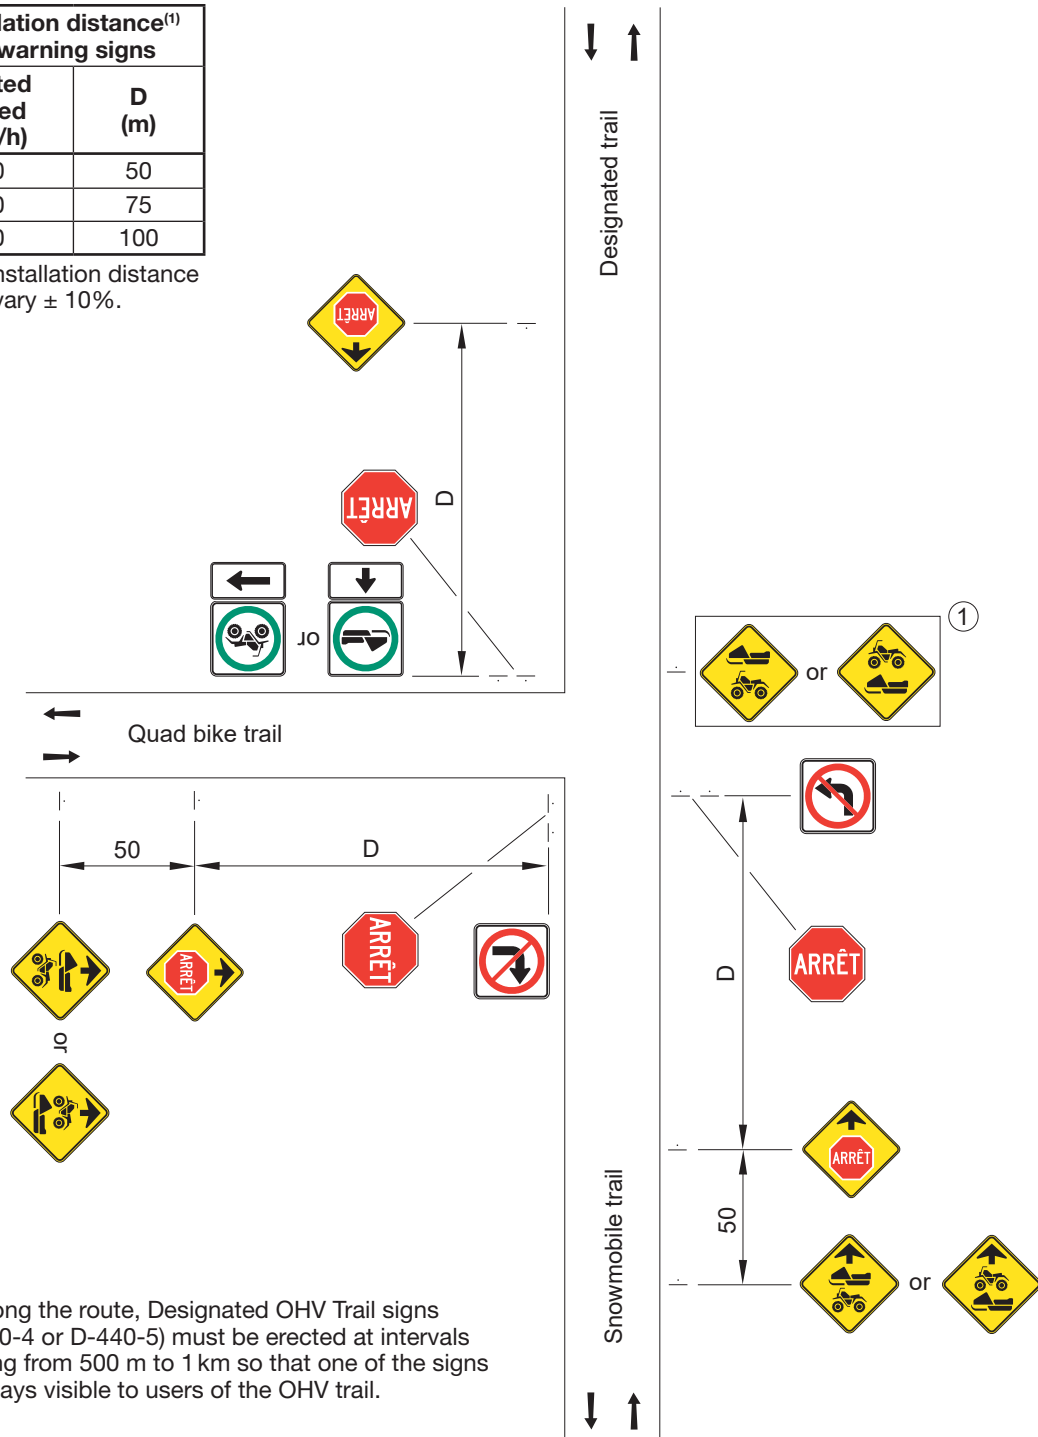 lation distance(1)
warning signs
D
(m)
50
75
100
nstallation distance
vary ± 10%.
Designated trail
ARRÊT
D
ARRÊT
or
1
or
Quad bike trail
50
D
ARRÊT
ARRÊT
or
D
ARRÊT
ARRÊT
50
or
Snowmobile trail
ong the route, Designated OHV Trail signs
0-4 or D-440-5) must be erected at intervals
ng from 500 m to 1 km so that one of the signs
ays visible to users of the OHV trail.